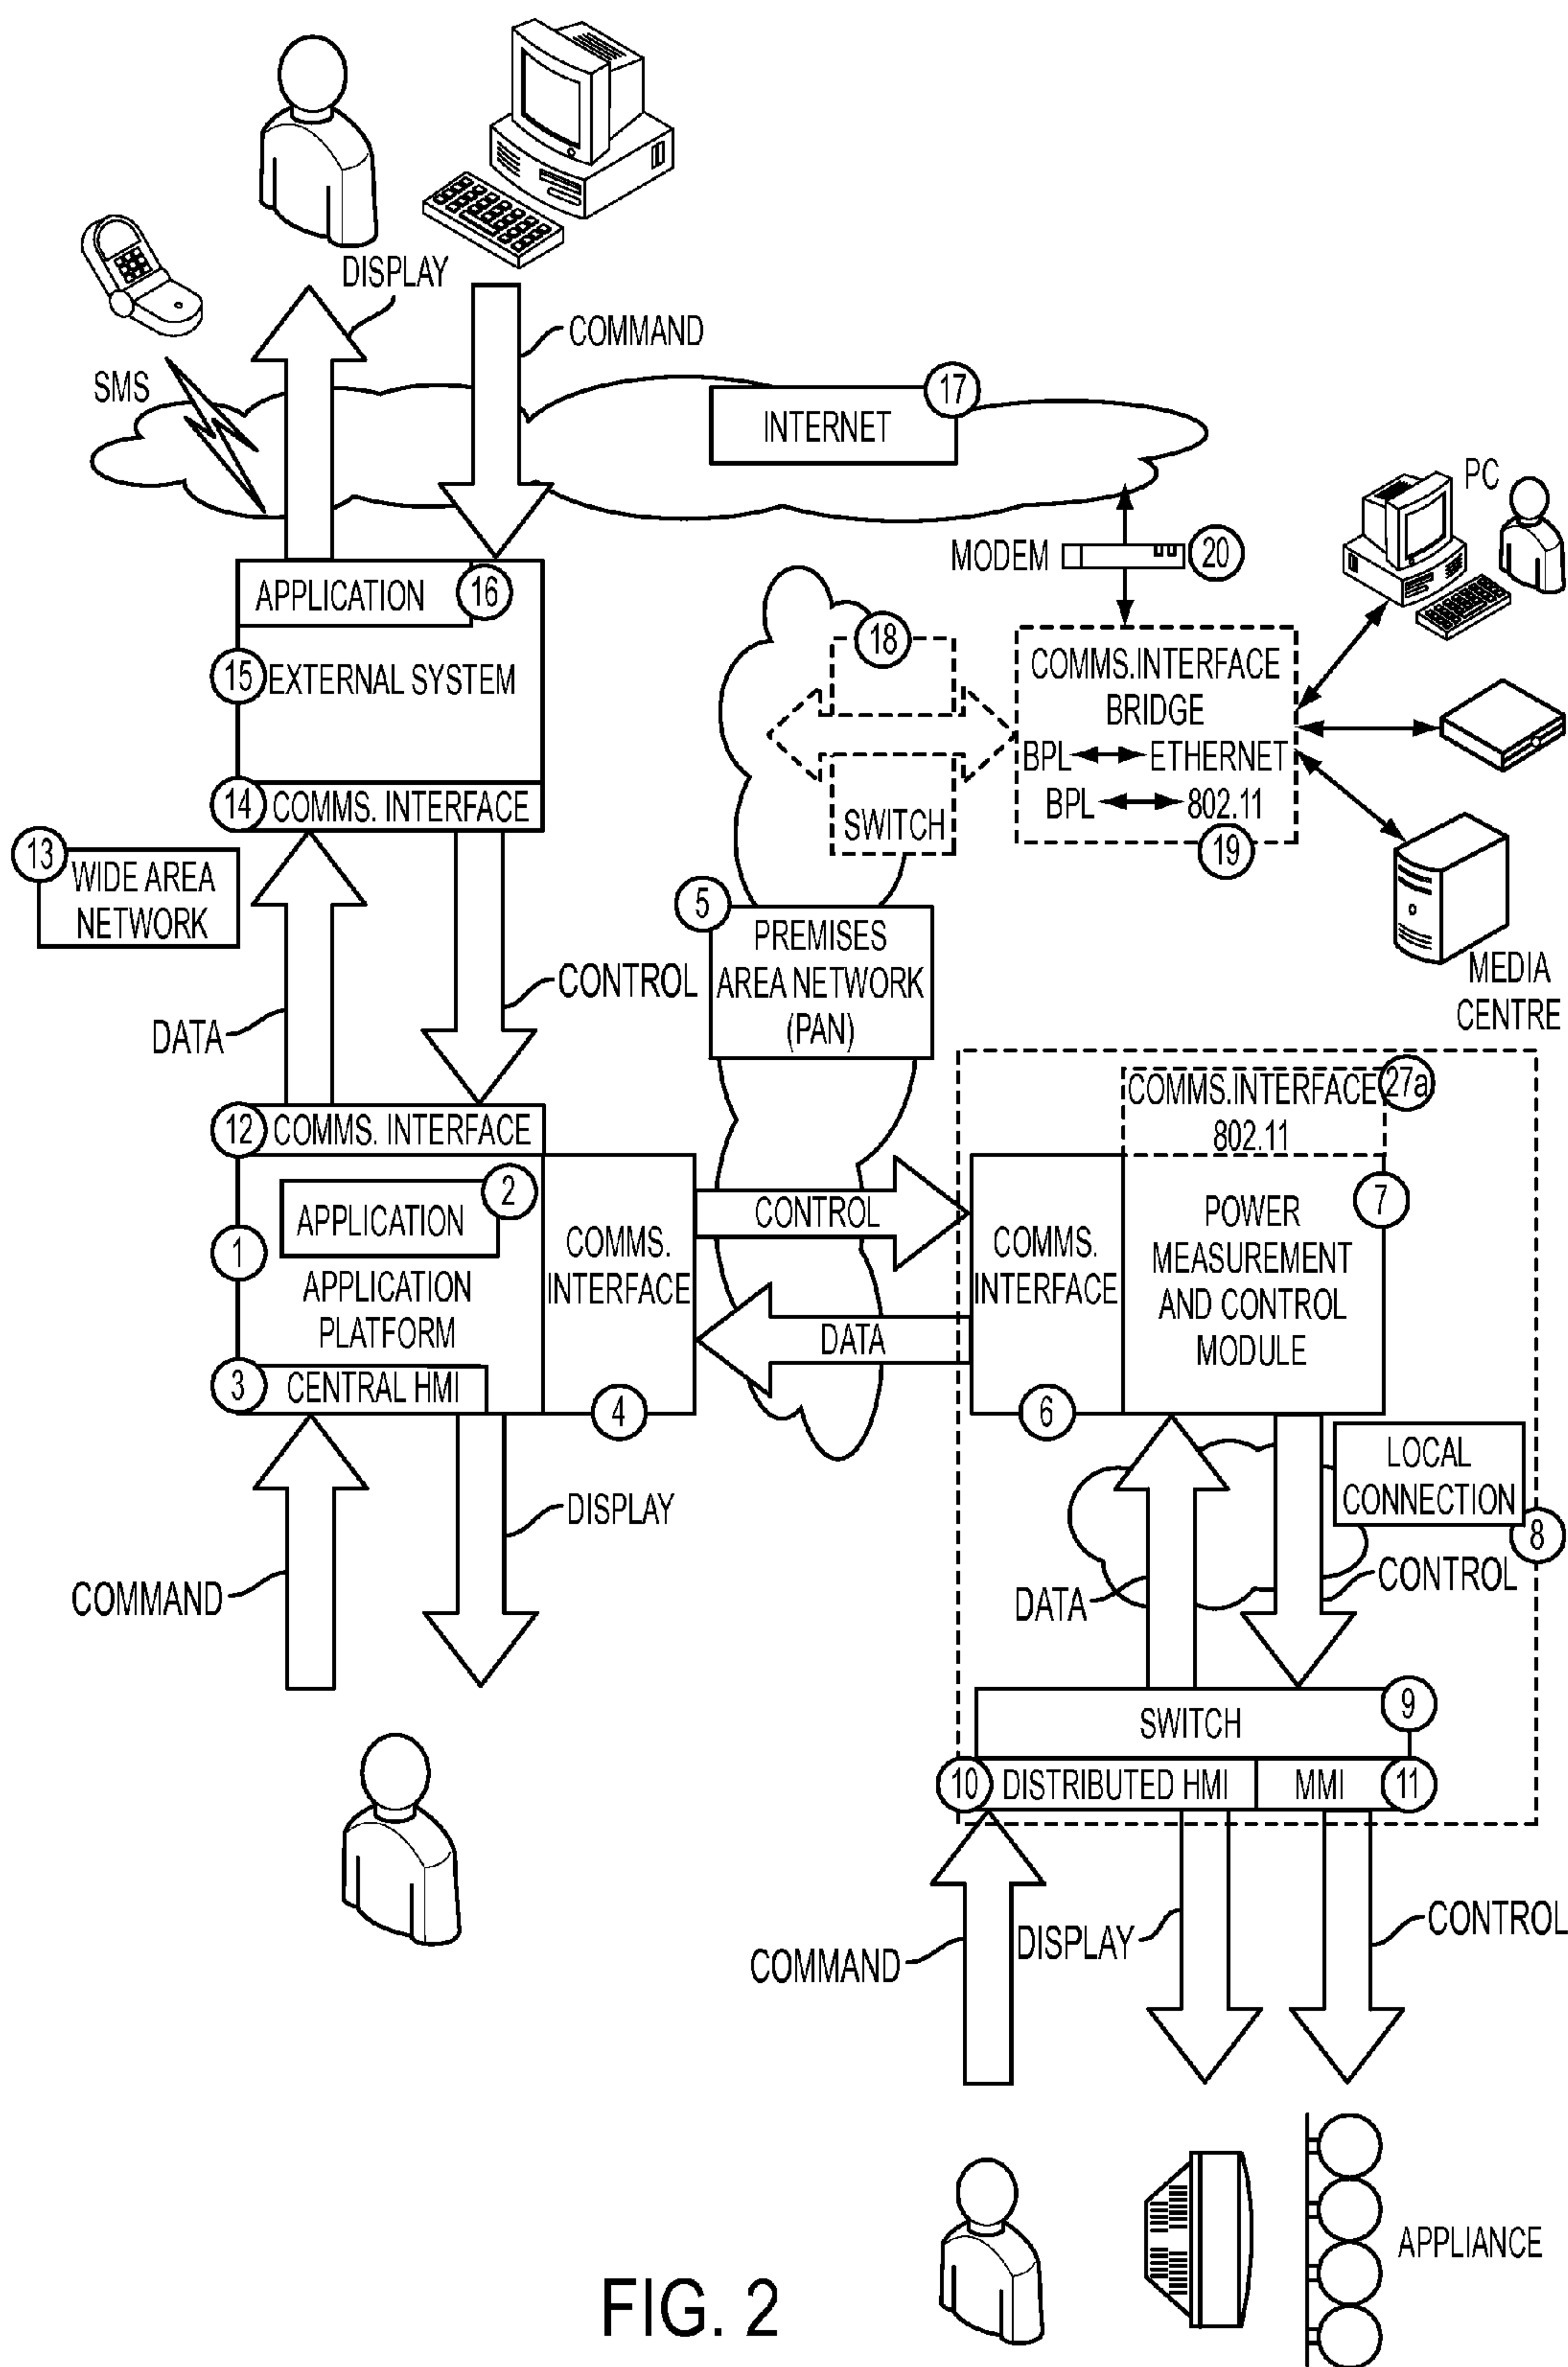 DISPLAY
COMMAND
SMS
17
INTERNET
PC
MODEM
20
APPLICATION
16
18
15
EXTERNAL SYSTEM
COMMS.INTERFACE
BRIDGE
BPL
ETHERNET
BPL
802.11
SWITCH
19
14
COMMS. INTERFACE
13
WIDE AREA
NETWORK
5
PREMISES
AREA NETWORK
(PAN)
MEDIA
CENTRE
CONTROL
DATA
COMMS.INTERFACE
802.11
27a
12
COMMS. INTERFACE
2
APPLICATION
1
APPLICATION
PLATFORM
COMMS.
INTERFACE
CONTROL
DATA
COMMS.
INTERFACE
7
POWER
MEASUREMENT
AND CONTROL
MODULE
3
CENTRAL HMI
4
6
LOCAL
CONNECTION
8
DISPLAY
COMMAND
DATA
CONTROL
SWITCH
9
10
DISTRIBUTED HMI
MMI
11
COMMAND
DISPLAY
CONTROL
APPLIANCE
FIG. 2